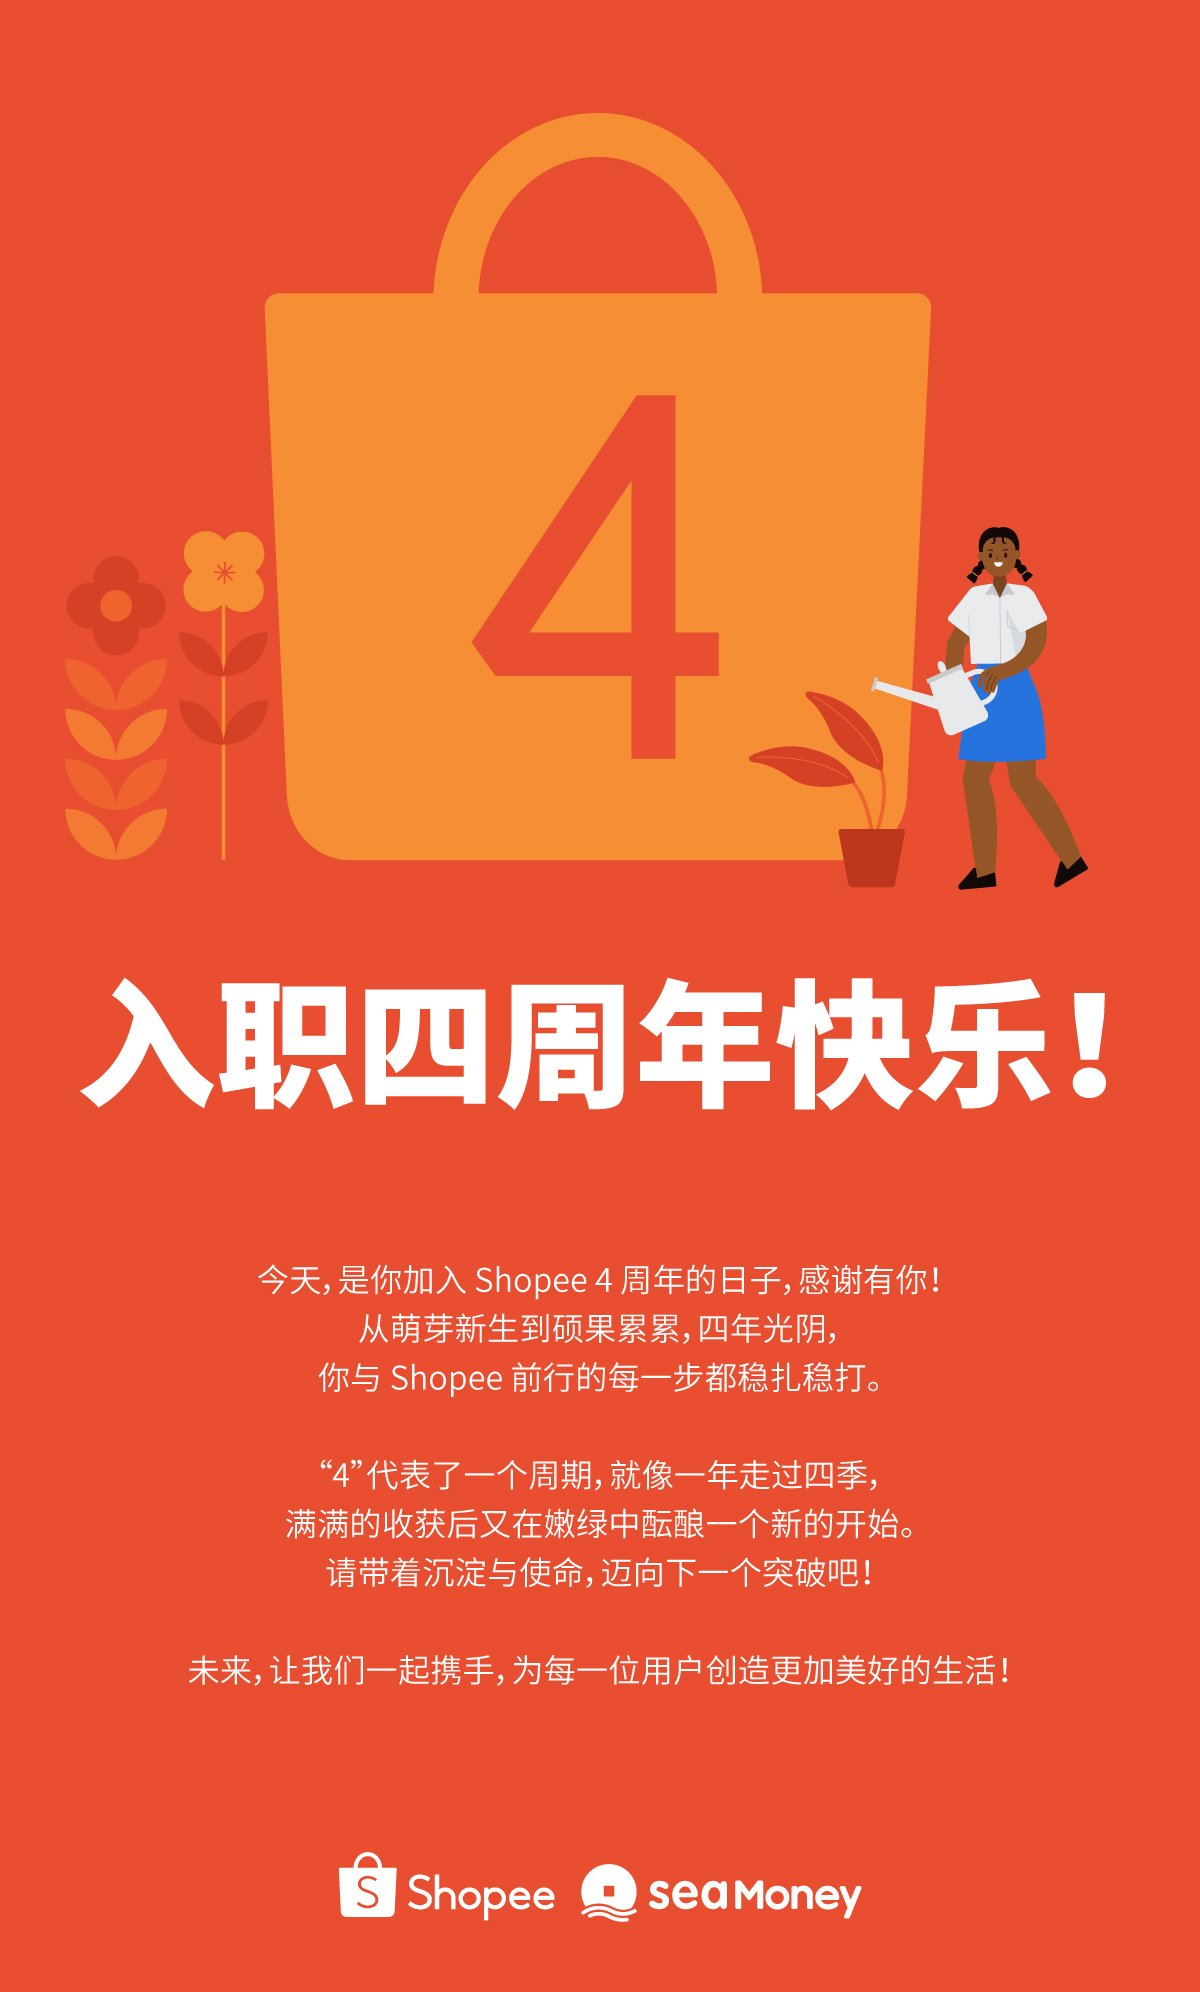 4
入职四周年快乐！
今天，是你加入 Shopee 4 周年的日子，感谢有你！
从萌芽新生到硕果累累，四年光阴，
你与 Shopee 前行的每一步都稳扎稳打。
“4”代表了一个周期，就像一年走过四季，
满满的收获后又在嫩绿中酝酿一个新的开始。
请带着沉淀与使命，迈向下一个突破吧！
未来，让我们一起携手，为每一位用户创造更加美好的生活！
S Shopee sea Money